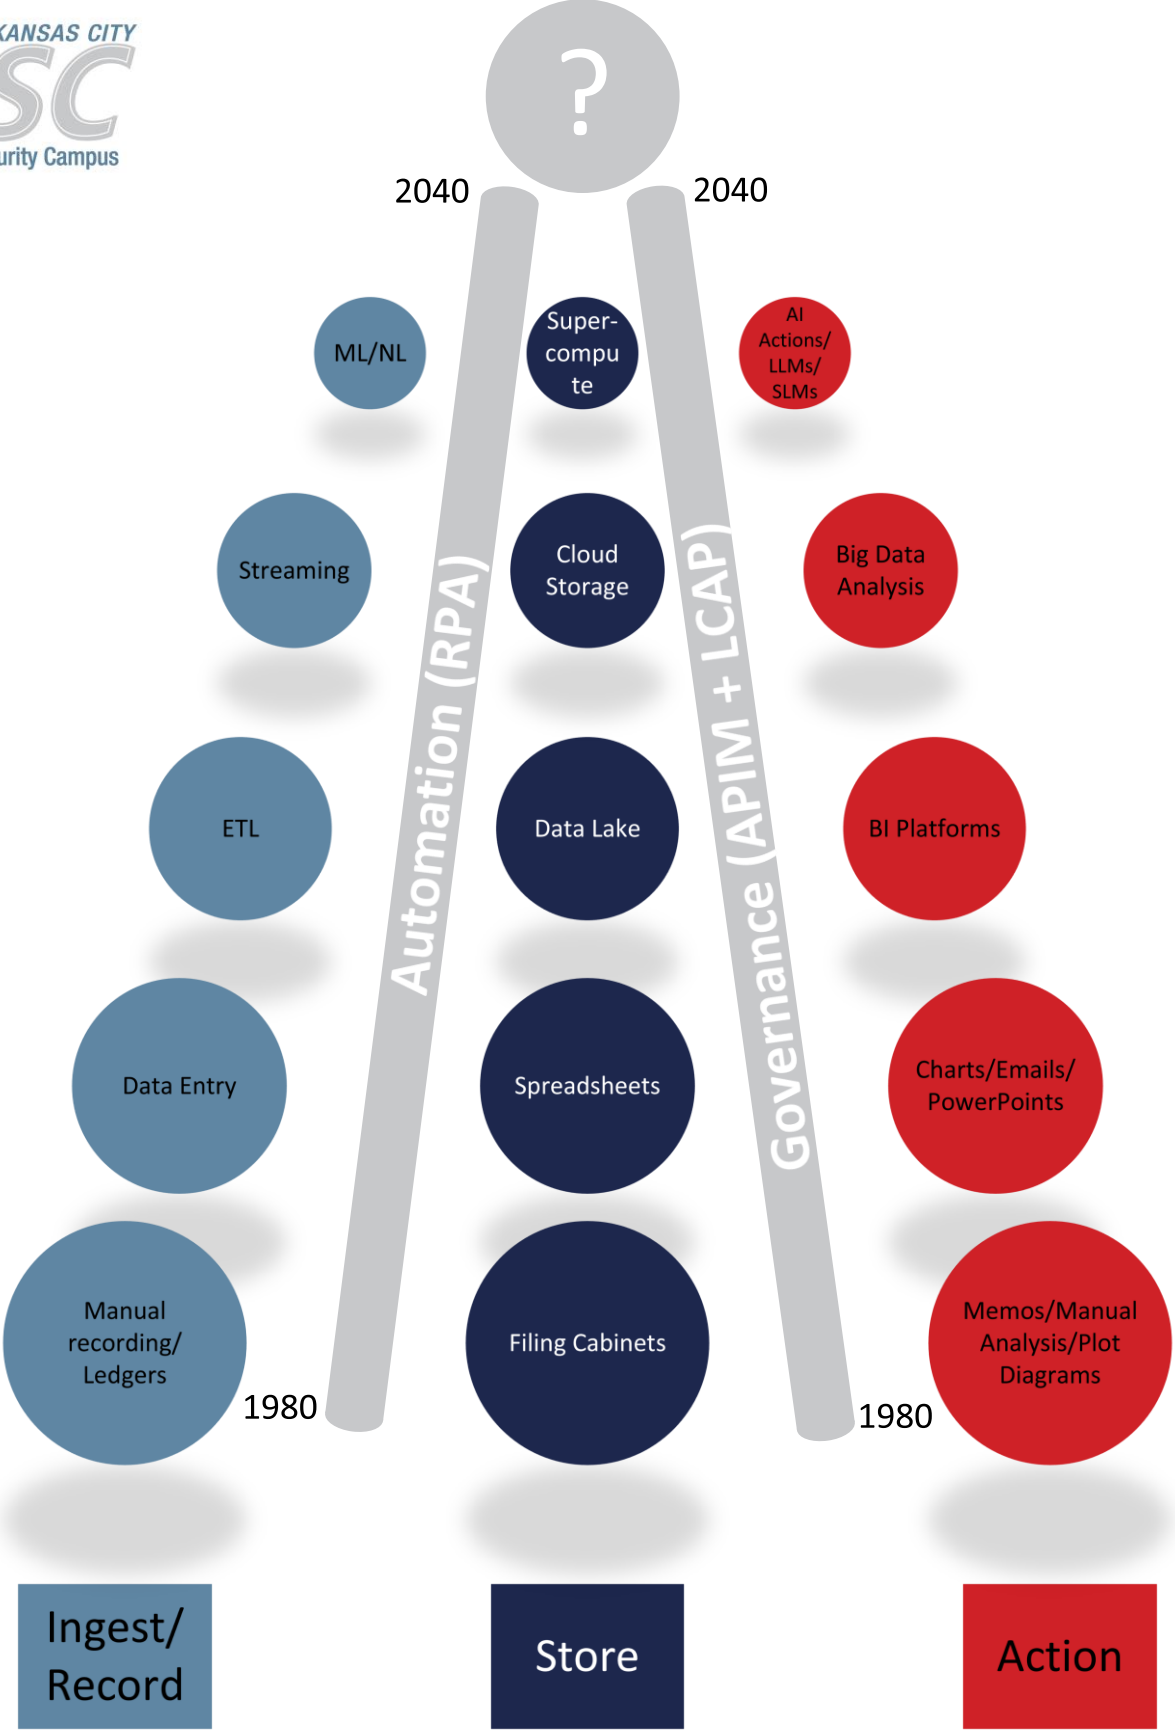 KANSAS CITY
SC
urity Campus
?
2040
2040
ML/NL
Super-
compu
te
AI
Actions/
LLMs/
SLMs
Streaming
Cloud
Storage
Big Data
Analysis
Automation (RPA)
Governance (APIM + LCAP)
ETL
Data Lake
BI Platforms
Data Entry
Spreadsheets
Charts/Emails/
PowerPoints
Manual
recording/
Ledgers
Filing Cabinets
Memos/Manual
Analysis/Plot
Diagrams
1980
1980
Ingest/
Record
Store
Action